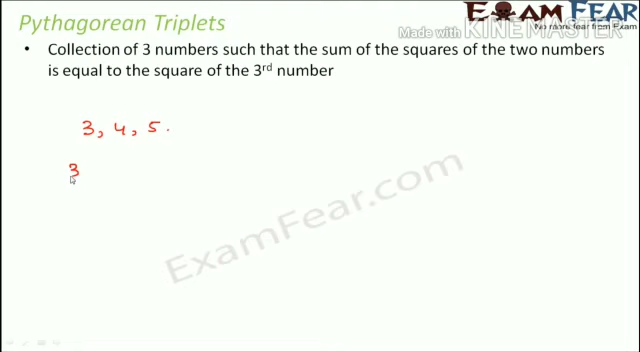 Pythagorean Triplets
EXAM FEAR
No more fear from Exam
Made with KINEMASTER
• Collection of 3 numbers such that the sum of the squares of the two numbers
is equal to the square of the 3rd number
3, 4, 5.
3
ExamFear.com